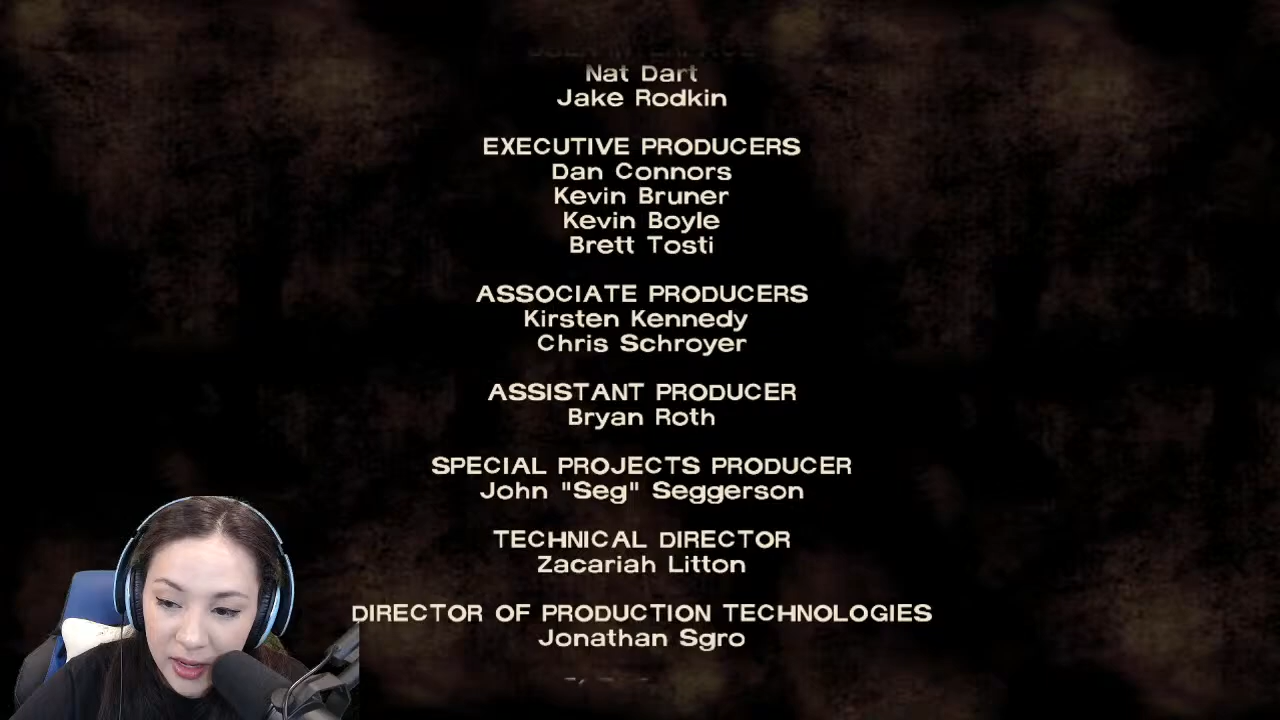 Nat Dart
Jake Rodkin
EXECUTIVE PRODUCERS
Dan Connors
Kevin Bruner
Kevin Boyle
Brett Tosti
ASSOCIATE PRODUCERS
Kirsten Kennedy
Chris Schroyer
ASSISTANT PRODUCER
Bryan Roth
SPECIAL PROJECTS PRODUCER
John "Seg" Seggerson
TECHNICAL DIRECTOR
Zacariah Litton
DIRECTOR OF PRODUCTION TECHNOLOGIES
Jonathan Sgro